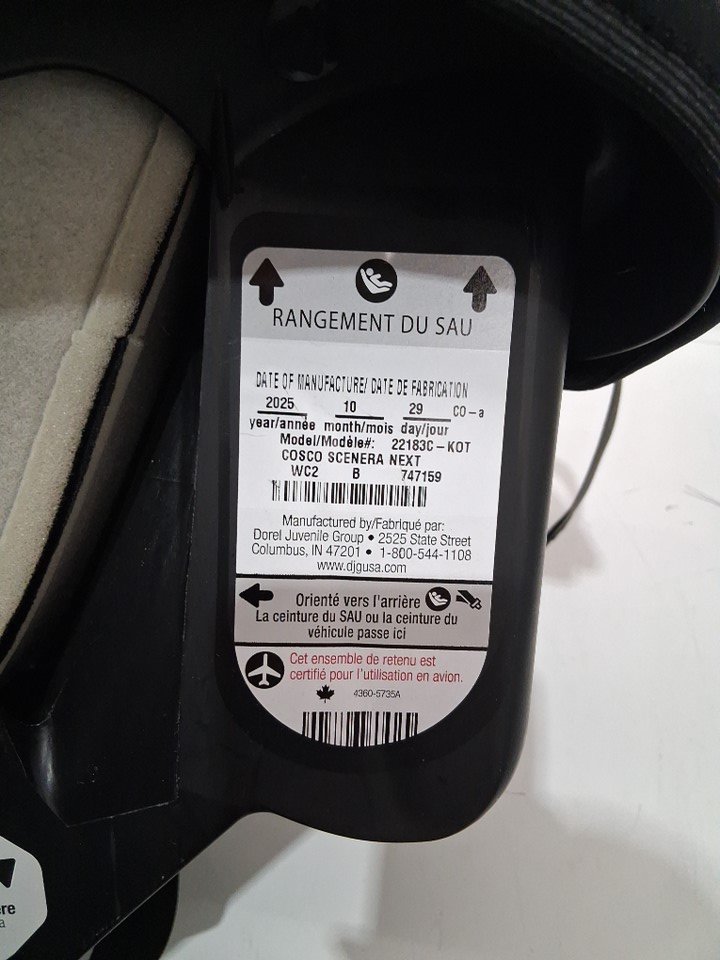 RANGEMENT DU SAU
DATE OF MANUFACTURE/ DATE DE FABRICATION
2025 10 29 CO-a
year/année month/mois day/jour
Model/Modèle#: 22183C-KOT
COSCO SCENERA NEXT
WC2 B 747159
Manufactured by/Fabriqué par:
Dorel Juvenile Group • 2525 State Street
Columbus, IN 47201 • 1-800-544-1108
www.djgusa.com
Orienté vers l'arrière
La ceinture du SAU ou la ceinture du
véhicule passe ici
Cet ensemble de retenu est
certifié pour l'utilisation en avion.
4360-5735A